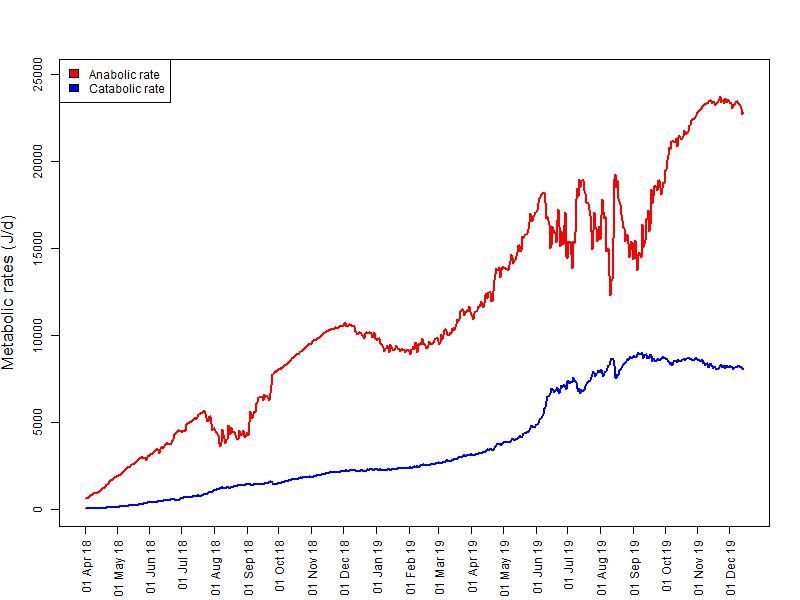 Anabolic rate
Catabolic rate
Metabolic rates (J/d)
25000
20000
15000
10000
5000
0
01 Apr 18
01 May 18
01 Jun 18
01 Jul 18
01 Aug 18
01 Sep 18
01 Oct 18
01 Nov 18
01 Dec 18
01 Jan 19
01 Feb 19
01 Mar 19
01 Apr 19
01 May 19
01 Jun 19
01 Jul 19
01 Aug 19
01 Sep 19
01 Oct 19
01 Nov 19
01 Dec 19